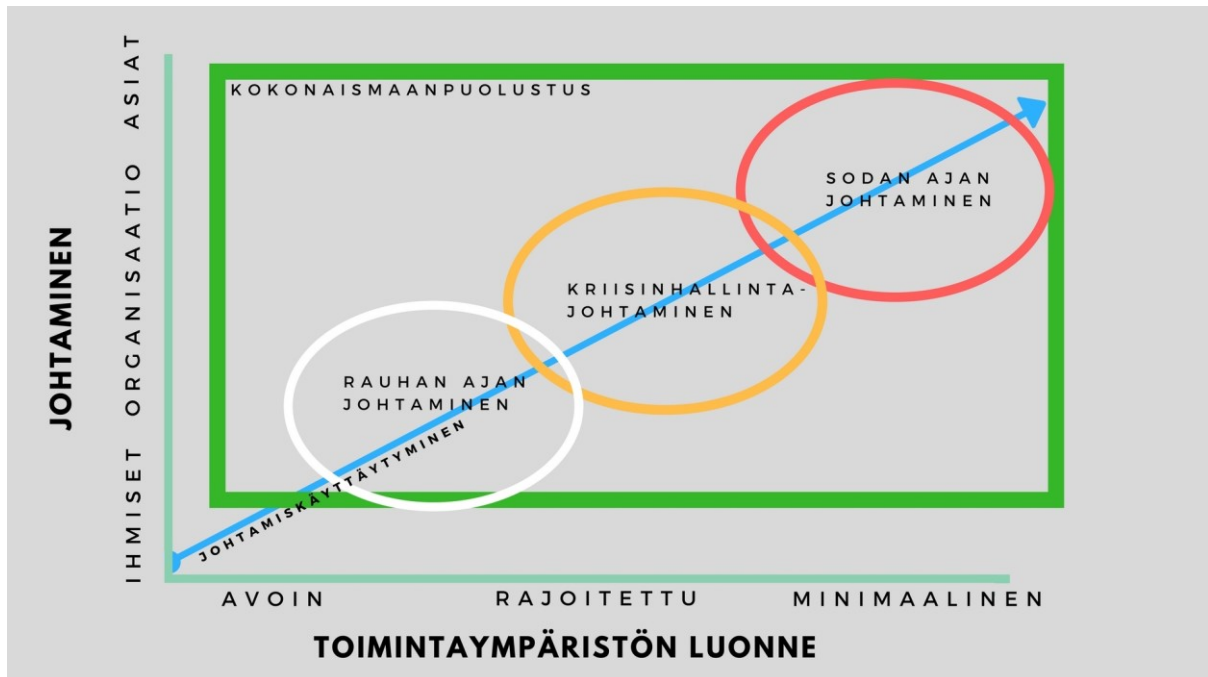 KOKONAISMAANPUOLUSTUS
SODAN AJAN
JOHTAMINEN
KRIISINHALLINTA-
JOHTAMINEN
RAUHAN AJAN
JOHTAMINEN
JOHTAMISKÄYTTÄYTYMINEN
JOHTAMINEN
IHMISET ORGANISAATIO ASIAT
AVOIN RAJOITETTU MINIMAALINEN
TOIMINTAYMPÄRISTÖN LUONNE